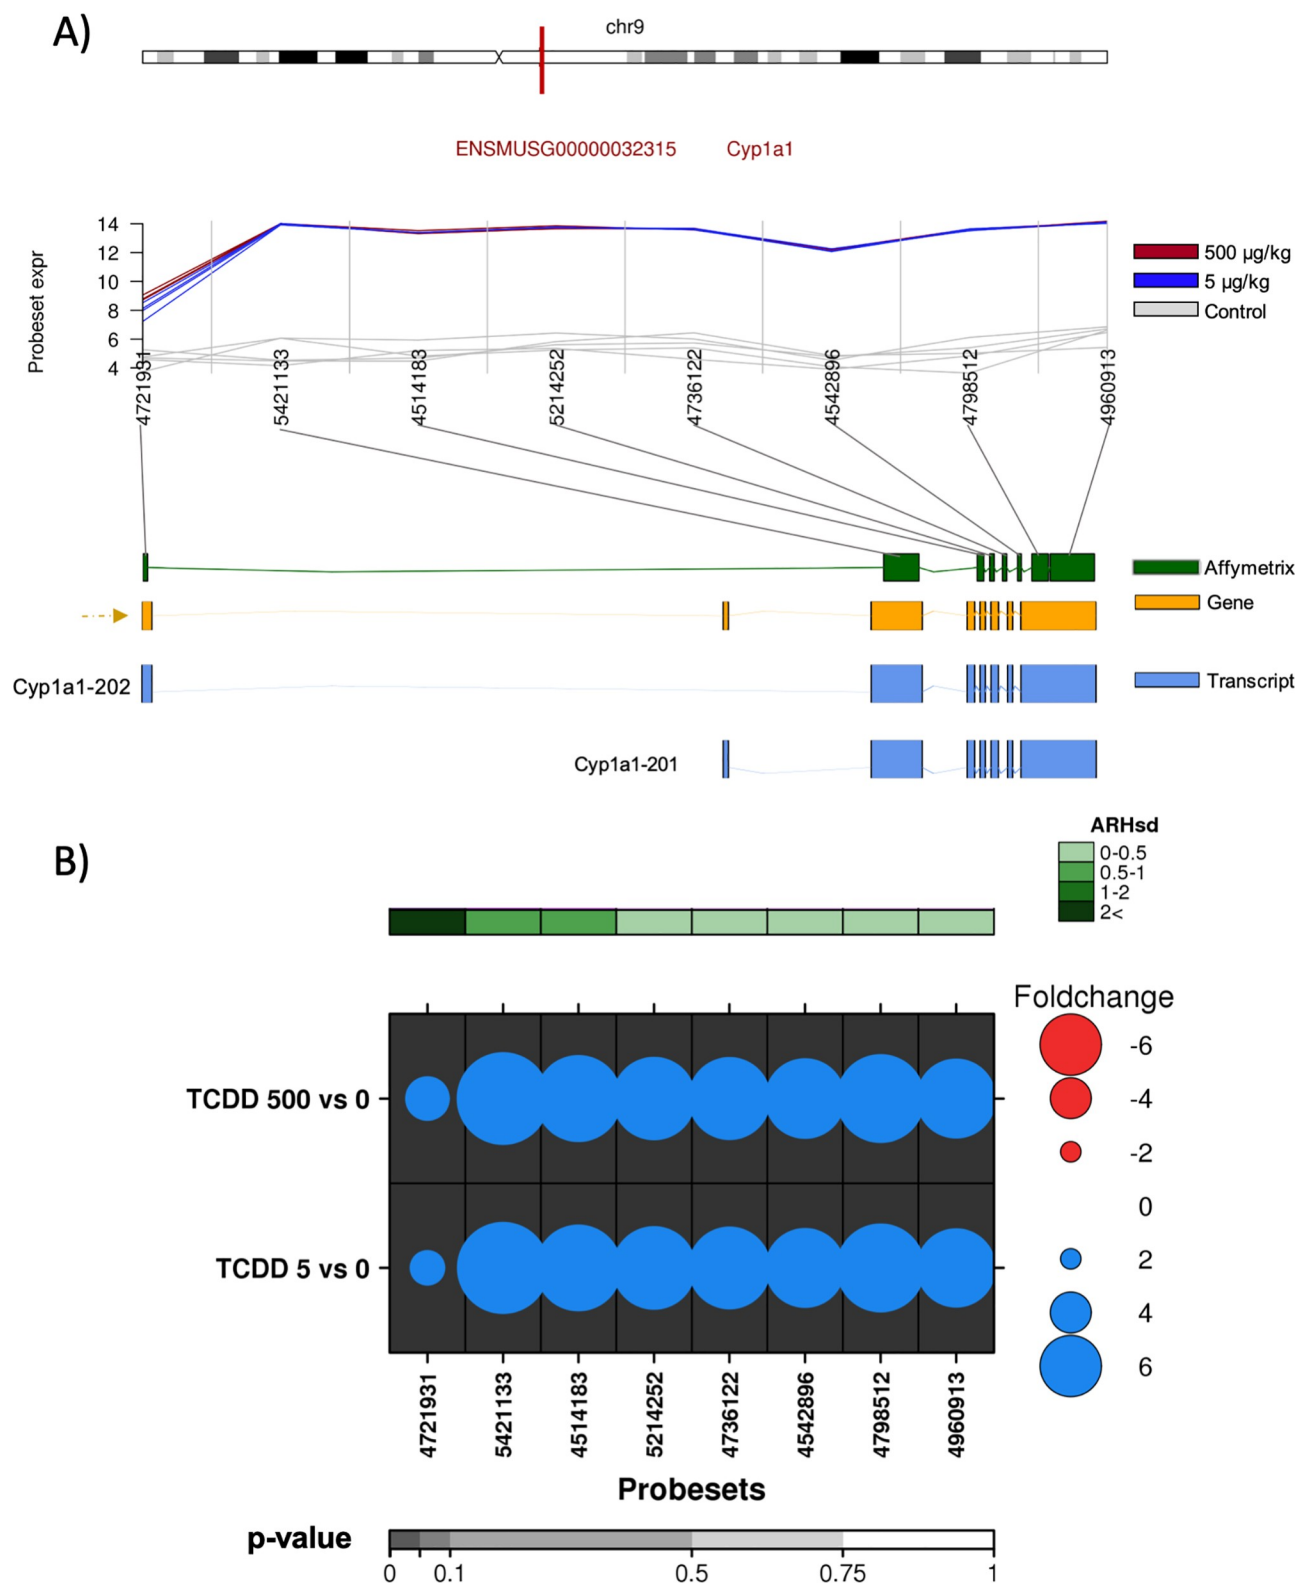 A)
chr9
ENSMUSG00000032315 Cyp1a1
Probeset expr
14
12
10
8
6
4
500 µg/kg
5 µg/kg
Control
4721931
5421133
4514183
5214252
4736122
4542896
4798512
4960913
Affymetrix
Gene
Cyp1a1-202
Transcript
Cyp1a1-201
B)
ARHsd
0-0.5
0.5-1
1-2
2<
Foldchange
-6
-4
-2
0
2
4
6
TCDD 500 vs 0
TCDD 5 vs 0
4721931
5421133
4514183
5214252
4736122
4542896
4798512
4960913
Probesets
p-value
0 0.1 0.5 0.75 1